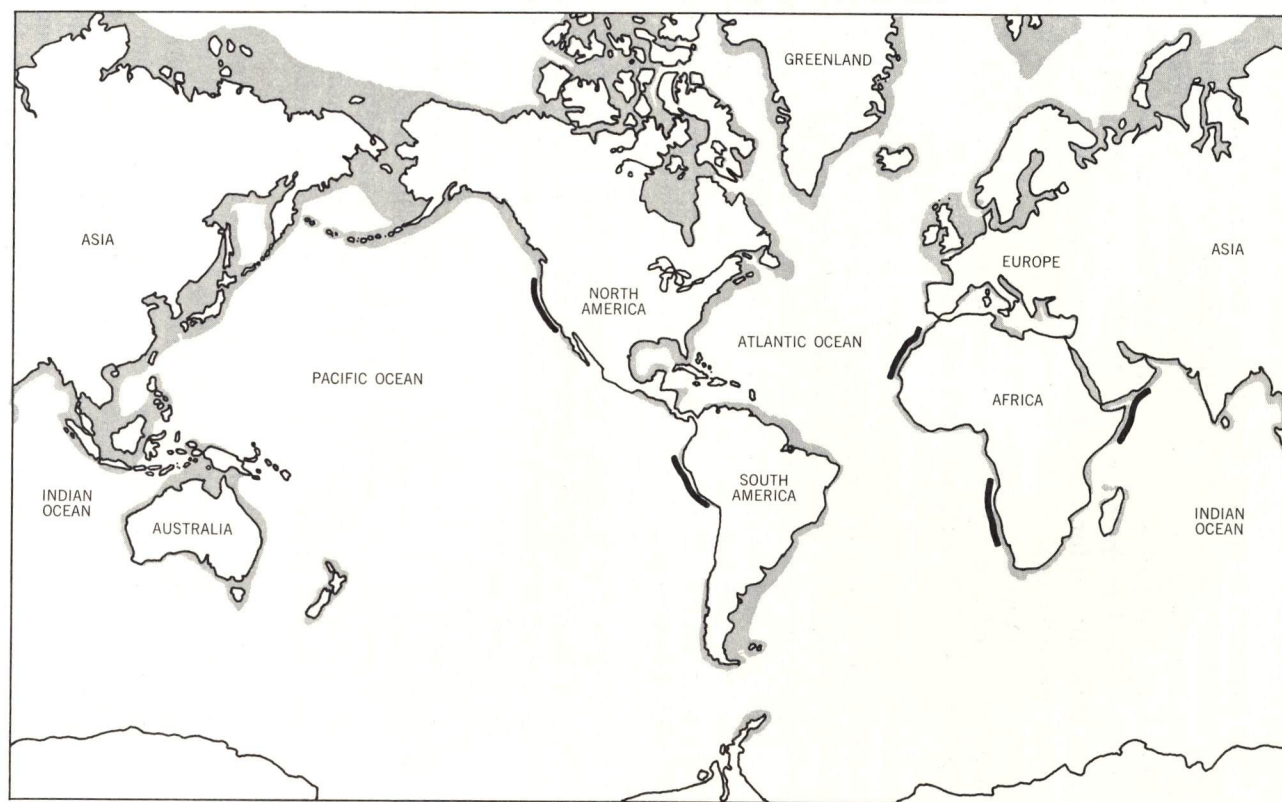 GREENLAND
ASIA
EUROPE
ASIA
NORTH
AMERICA
ATLANTIC OCEAN
PACIFIC OCEAN
AFRICA
SOUTH
AMERICA
INDIAN
OCEAN
AUSTRALIA
INDIAN
OCEAN